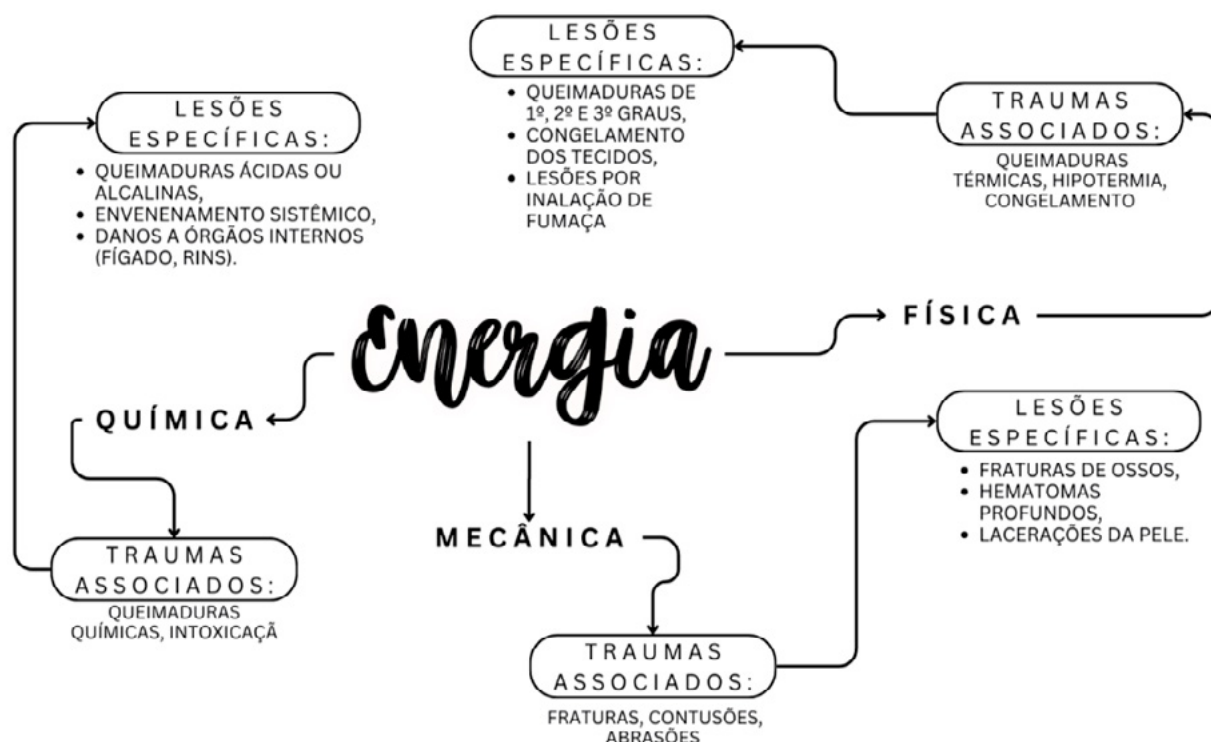 LESÕES
ESPECÍFICAS:
• QUEIMADURAS ÁCIDAS OU
ALCALINAS,
• ENVENENAMENTO SISTÊMICO,
• DANOS A ÓRGÃOS INTERNOS
(FÍGADO, RINS).
LESÕES
ESPECÍFICAS:
• QUEIMADURAS DE
1º, 2º E 3º GRAUS,
• CONGELAMENTO
DOS TECIDOS,
• LESÕES POR
INALAÇÃO DE
FUMAÇA
TRAUMAS
ASSOCIADOS:
QUEIMADURAS
TÉRMICAS, HIPOTERMIA,
CONGELAMENTO
Energia
FÍSICA
QUÍMICA
MECÂNICA
LESÕES
ESPECÍFICAS:
• FRATURAS DE OSSOS,
• HEMATOMAS
PROFUNDOS,
• LACERAÇÕES DA PELE.
TRAUMAS
ASSOCIADOS:
QUEIMADURAS
QUÍMICAS, INTOXICAÇÃ
TRAUMAS
ASSOCIADOS:
FRATURAS, CONTUSÕES,
ABRASÕES